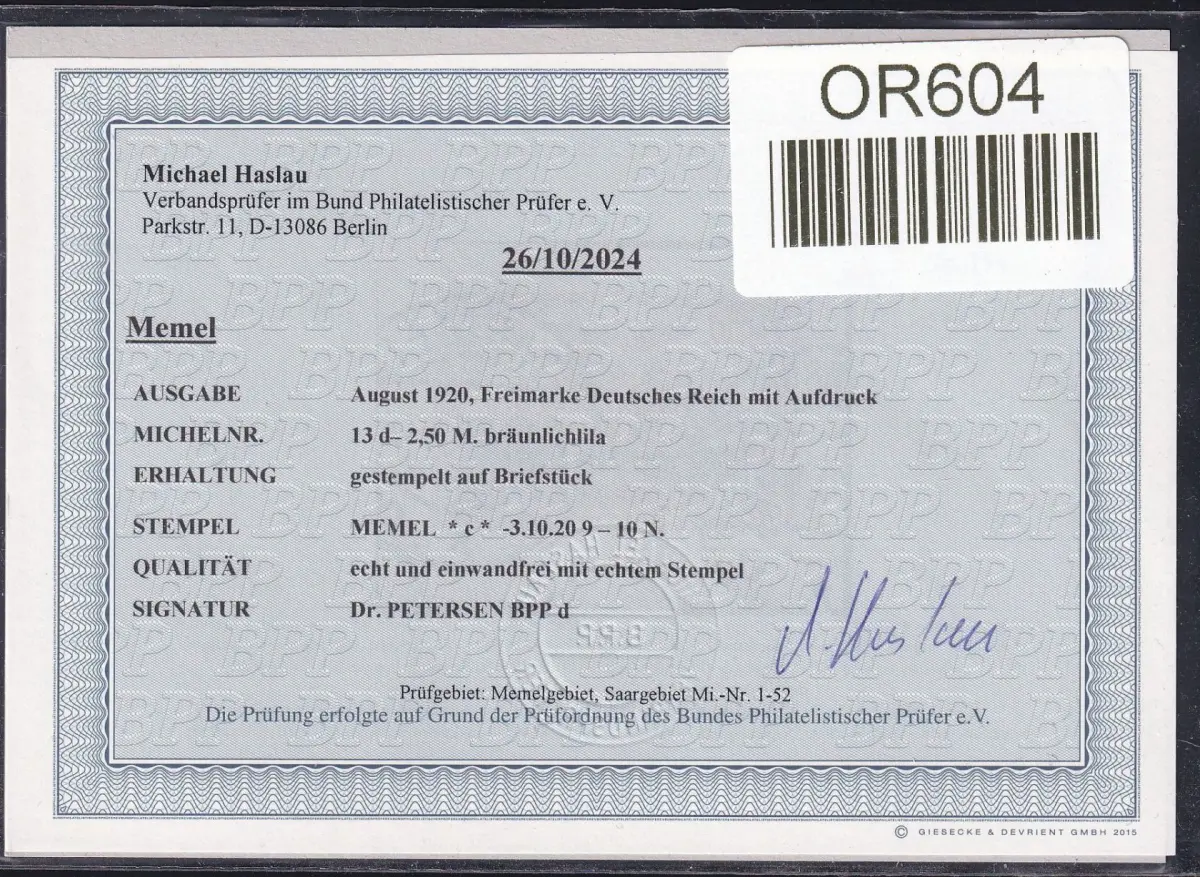 OR604
Michael Haslau
Verbandsprüfer im Bund Philatelistischer Prüfer e. V.
Parkstr. 11, D-13086 Berlin
26/10/2024
Memel
AUSGABE August 1920, Freimarke Deutsches Reich mit Aufdruck
MICHELNR. 13 d– 2,50 M. bräunlichlila
ERHALTUNG gestempelt auf Briefstück
STEMPEL MEMEL * c * -3.10.20 9 – 10 N.
QUALITÄT echt und einwandfrei mit echtem Stempel
SIGNATUR Dr. PETERSEN BPP d
Prüfgebiet: Memelgebiet, Saargebiet Mi.-Nr. 1-52
Die Prüfung erfolgte auf Grund der Prüfordnung des Bundes Philatelistischer Prüfer e.V.
© GIESECKE & DEVRIENT GMBH 2015